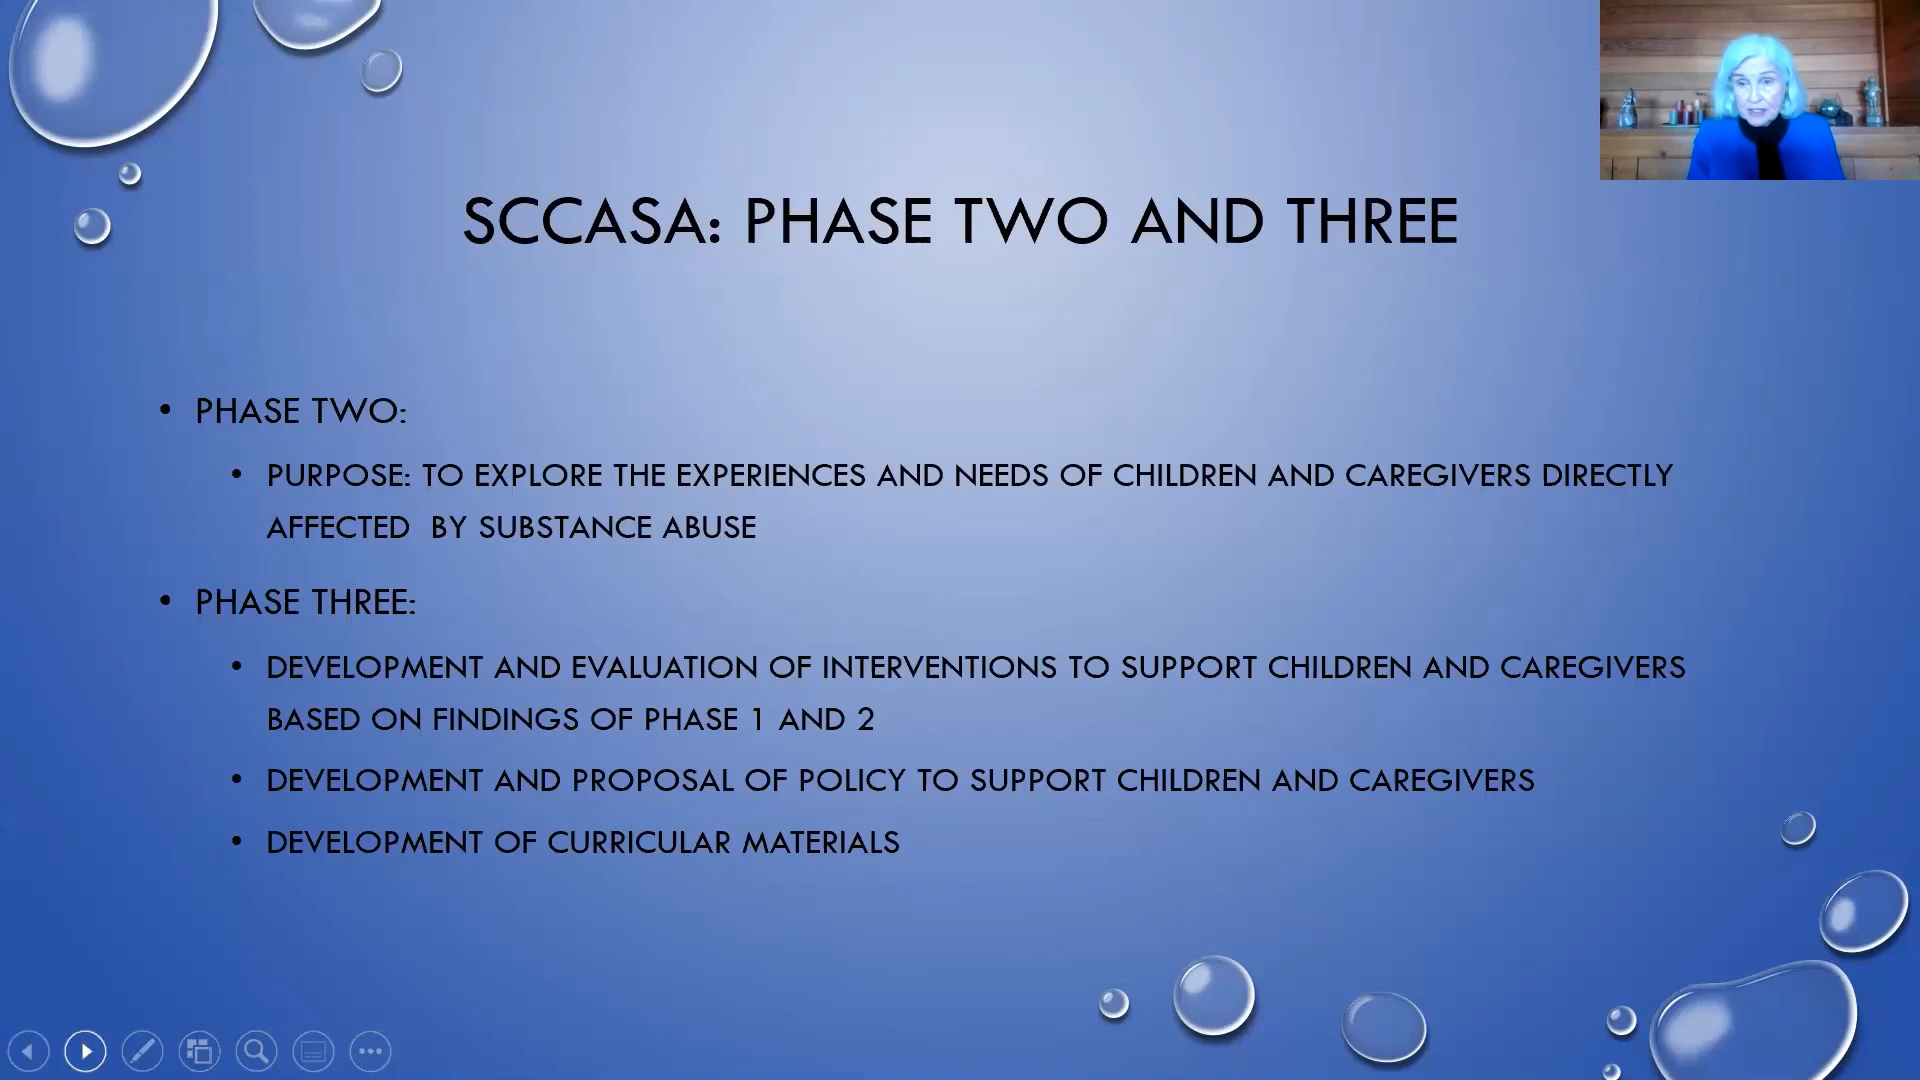 SCCASA: PHASE TWO AND THREE
• PHASE TWO:
• PURPOSE: TO EXPLORE THE EXPERIENCES AND NEEDS OF CHILDREN AND CAREGIVERS DIRECTLY
AFFECTED BY SUBSTANCE ABUSE
• PHASE THREE:
• DEVELOPMENT AND EVALUATION OF INTERVENTIONS TO SUPPORT CHILDREN AND CAREGIVERS
BASED ON FINDINGS OF PHASE 1 AND 2
• DEVELOPMENT AND PROPOSAL OF POLICY TO SUPPORT CHILDREN AND CAREGIVERS
• DEVELOPMENT OF CURRICULAR MATERIALS